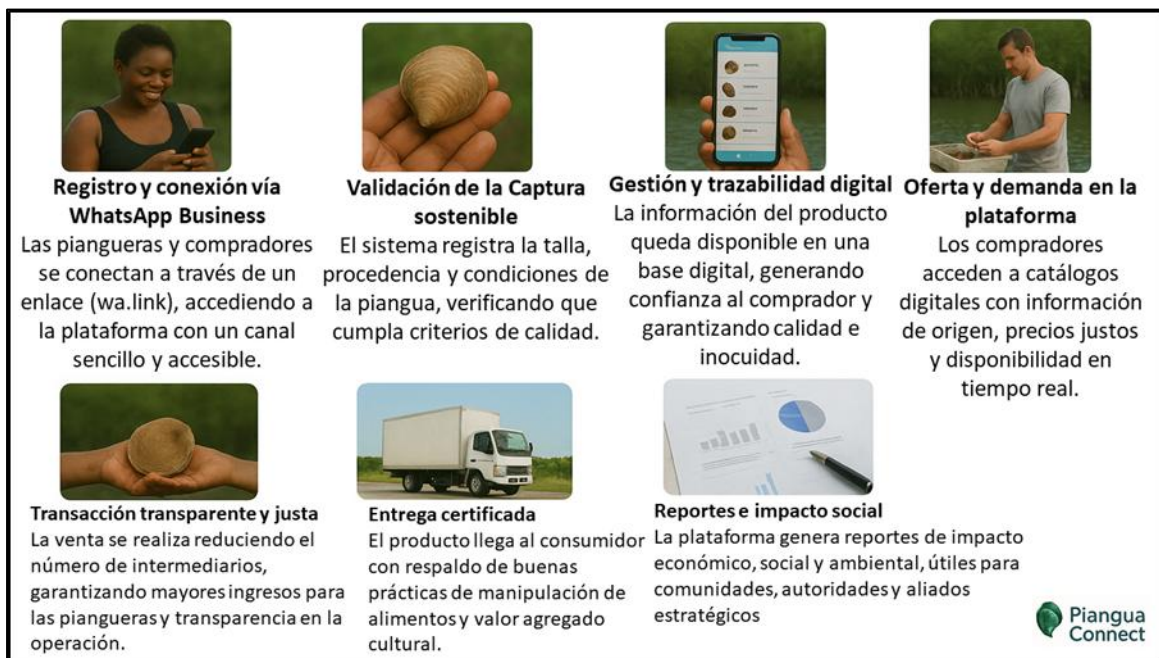 Registro y conexión vía
WhatsApp Business
Las piangueras y compradores
se conectan a través de un
enlace (wa.link), accediendo a
la plataforma con un canal
sencillo y accesible.
Validación de la Captura
sostenible
El sistema registra la talla,
procedencia y condiciones de
la piangua, verificando que
cumpla criterios de calidad.
Gestión y trazabilidad digital
La información del producto
queda disponible en una
base digital, generando
confianza al comprador y
garantizando calidad e
inocuidad.
Oferta y demanda en la
plataforma
Los compradores
acceden a catálogos
digitales con información
de origen, precios justos
y disponibilidad en
tiempo real.
Transacción transparente y justa
La venta se realiza reduciendo el
número de intermediarios,
garantizando mayores ingresos para
las piangueras y transparencia en la
operación.
Entrega certificada
El producto llega al consumidor
con respaldo de buenas
prácticas de manipulación de
alimentos y valor agregado
cultural.
Reportes e impacto social
La plataforma genera reportes de impacto
económico, social y ambiental, útiles para
comunidades, autoridades y aliados
estratégicos
Piangua
Connect